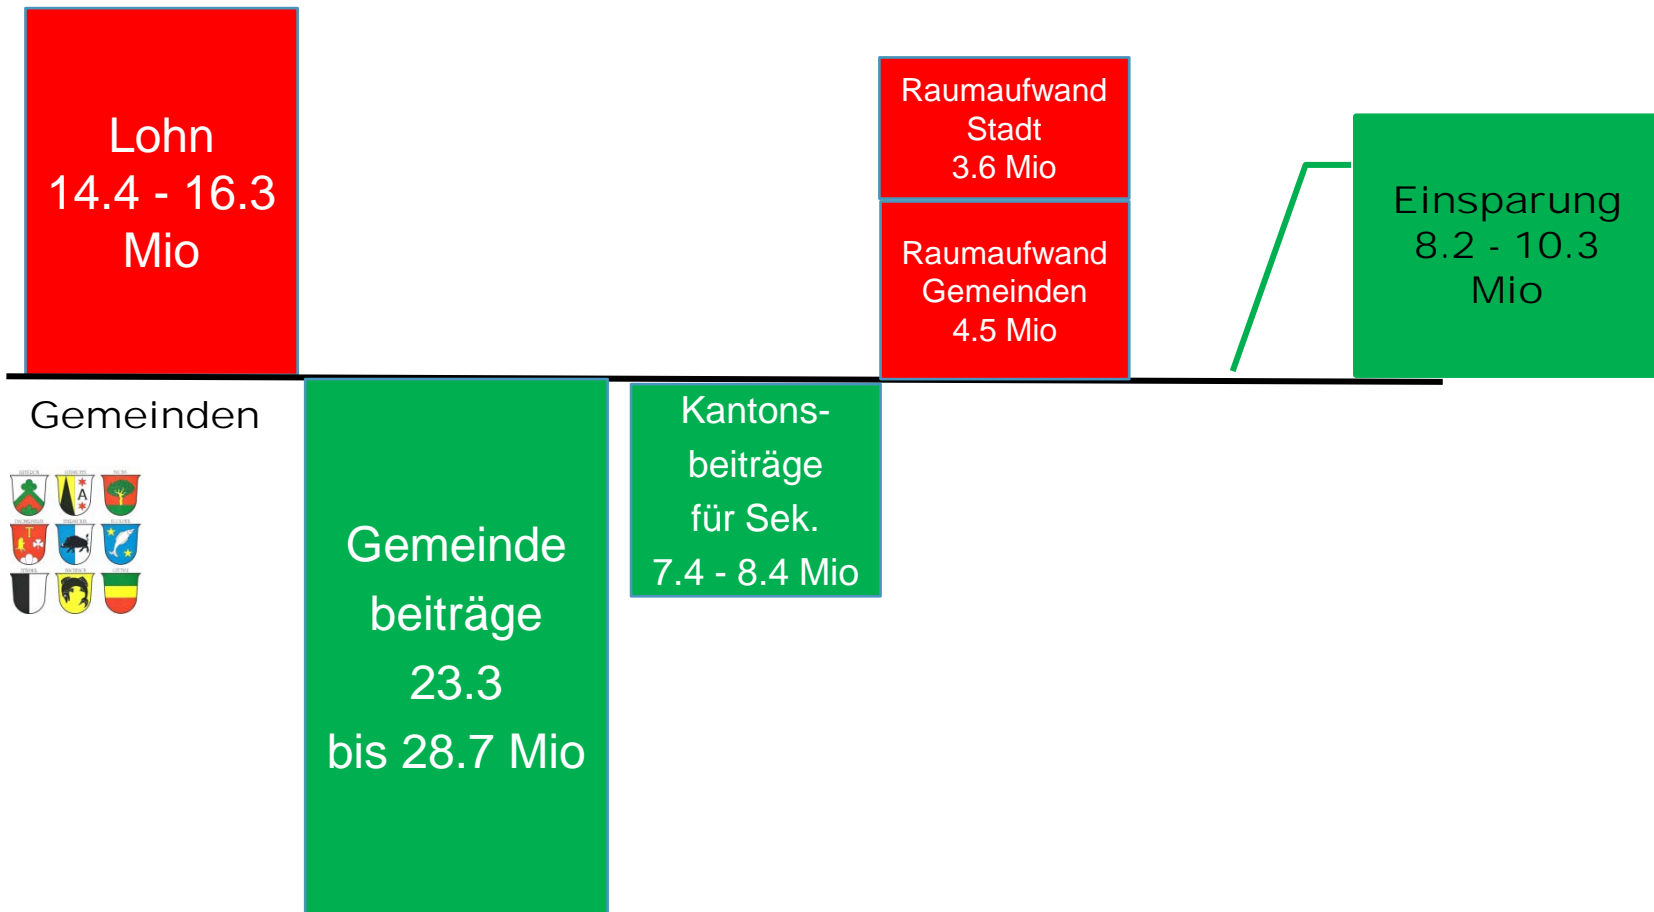 Lohn
14.4 - 16.3
Mio
Raumaufwand
Stadt
3.6 Mio
Raumaufwand
Gemeinden
4.5 Mio
Einsparung
8.2 - 10.3
Mio
Gemeinden
Gemeinde
beiträge
23.3
bis 28.7 Mio
Kantons-
beiträge
für Sek.
7.4 - 8.4 Mio
T
A